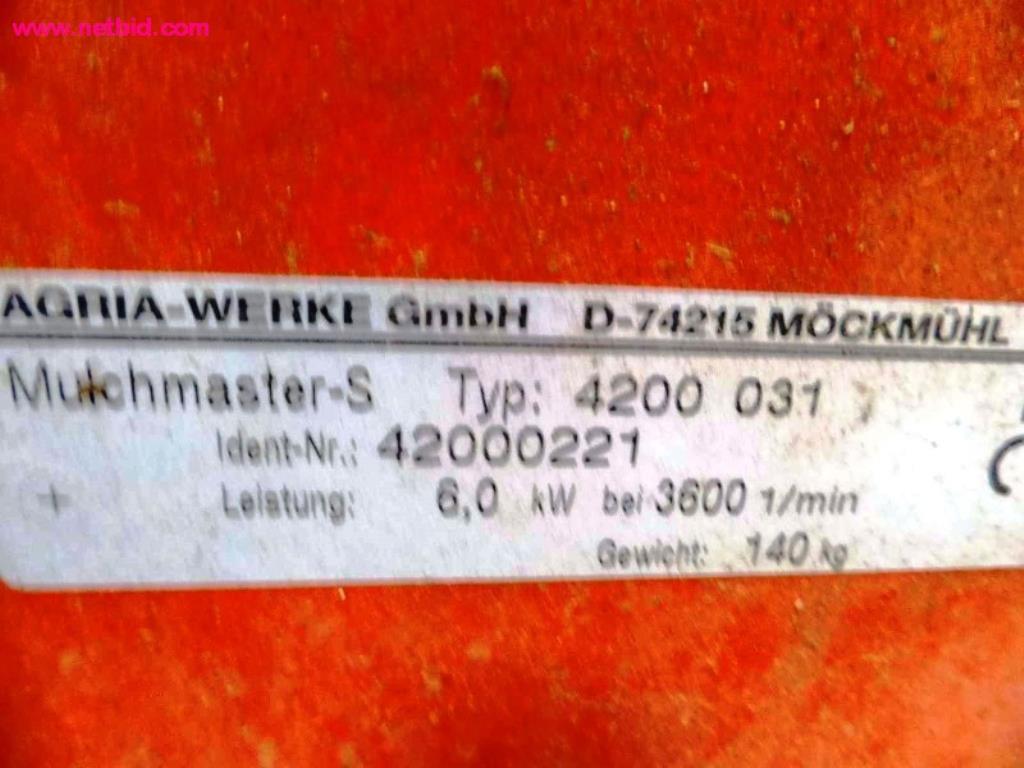 www.netbid.com
AGRIA-WERKE GmbH D-74215 MÖCKMÜHL
Mulchmaster-S Typ: 4200 031
Ident-Nr.: 42000221
Leistung: 6,0 kW bei 3600 1/min
Gewicht: 140 kg